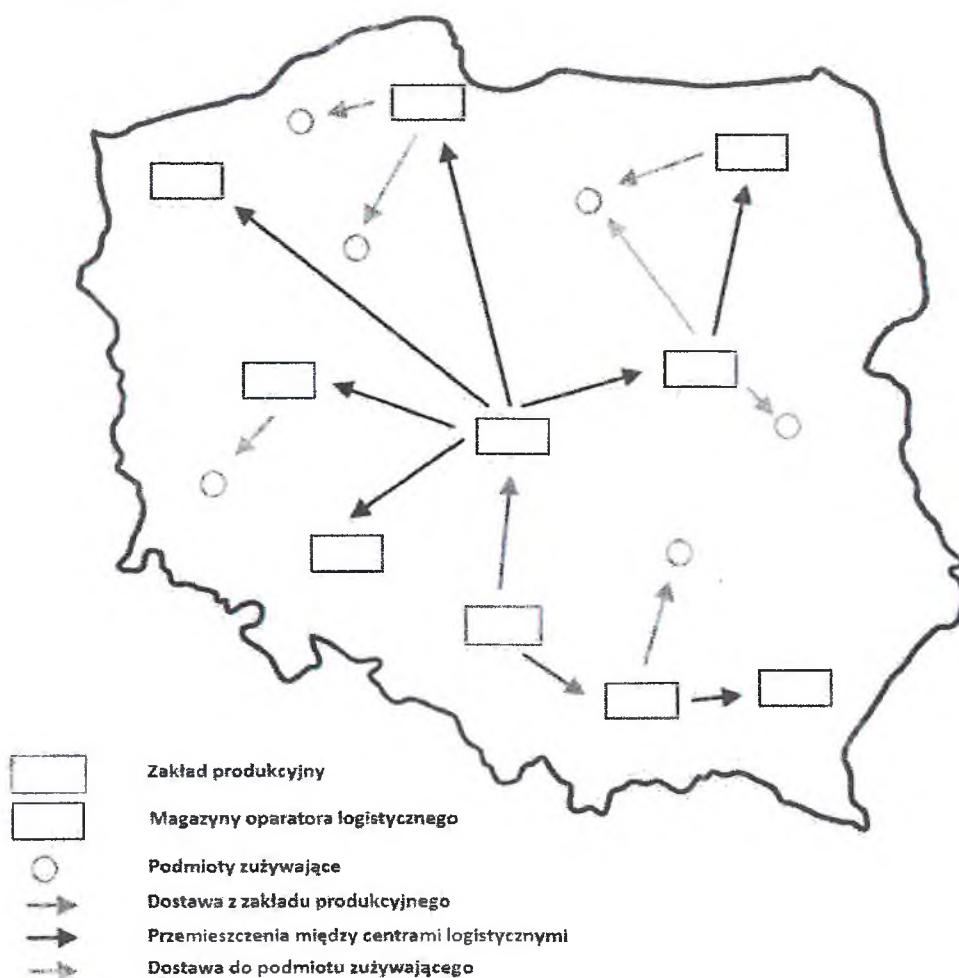 Zakład produkcyjny
Magazyny oparatora logistycznego
Podmioty zużywające
Dostawa z zakładu produkcyjnego
Przemieszczenia między centrami logistycznymi
Dostawa do podmiotu zużywającego